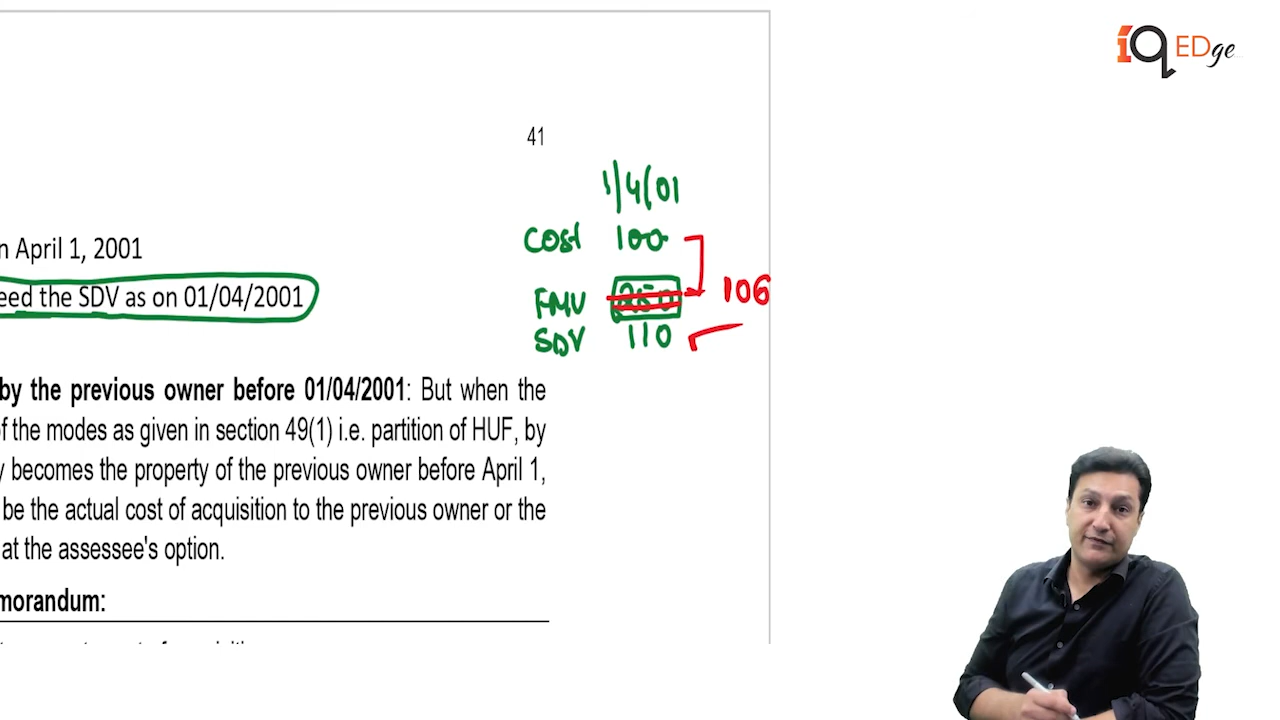 iq EDge
41
1/4/01
n April 1, 2001
COST 100
eed the SDV as on 01/04/2001
FMV 106
SDV 110
by the previous owner before 01/04/2001: But when the
of the modes as given in section 49(1) i.e. partition of HUF, by
y becomes the property of the previous owner before April 1,
be the actual cost of acquisition to the previous owner or the
at the assessee's option.
morandum: